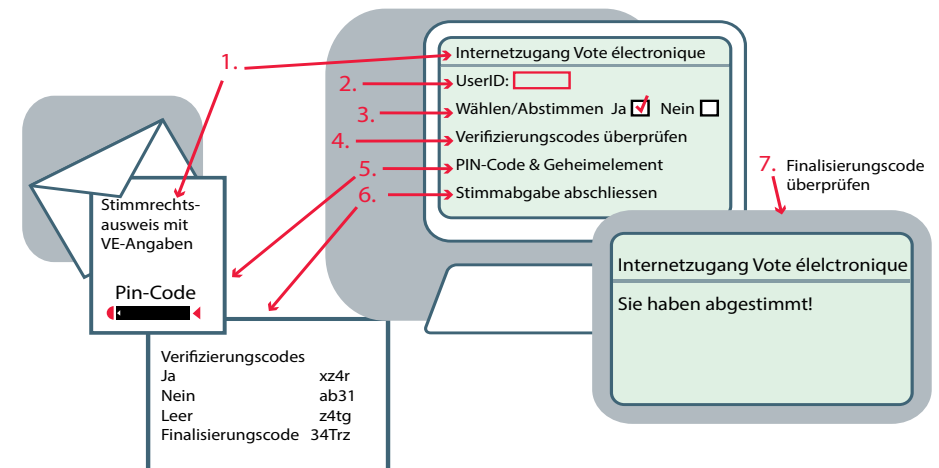 1.
Internetzugang Vote électronique
2.
UserID:
3.
Wählen/Abstimmen Ja Nein
4.
Verifizierungscodes überprüfen
5.
PIN-Code & Geheimelement
6.
Stimmabgabe abschliessen
7. Finalisierungscode
überprüfen
Stimmrechts-
ausweis mit
VE-Angaben
Pin-Code
Internetzugang Vote élelctronique
Sie haben abgestimmt!
Verifizierungscodes
Ja xz4r
Nein ab31
Leer z4tg
Finalisierungscode 34Trz